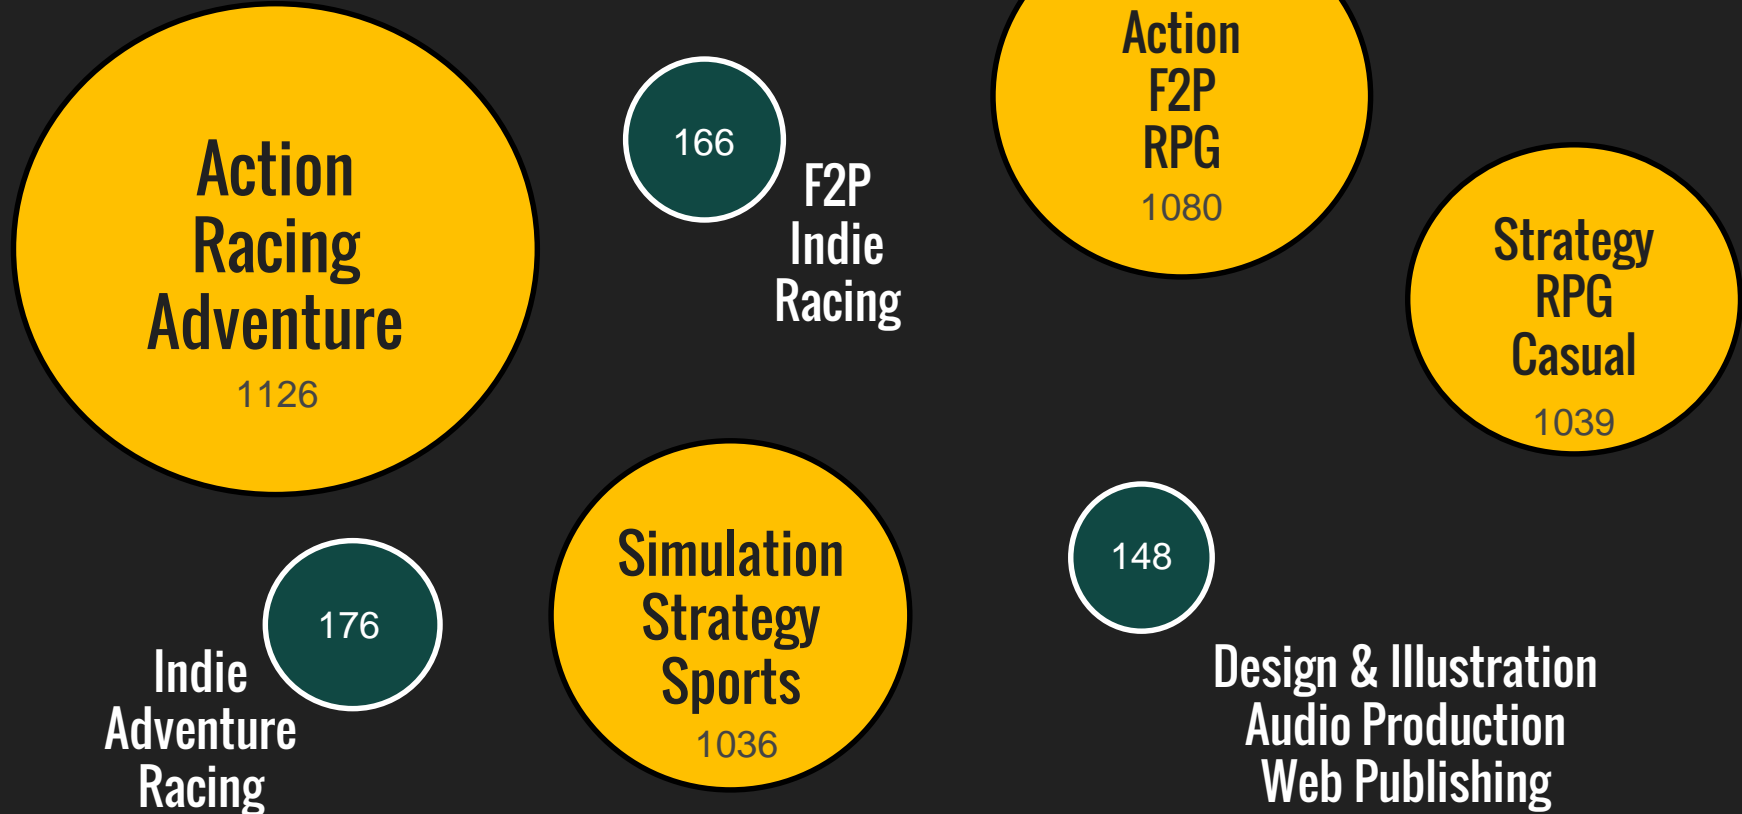 Action
Racing
Adventure
1126
166
F2P
Indie
Racing
Action
F2P
RPG
1080
Strategy
RPG
Casual
1039
176
Indie
Adventure
Racing
Simulation
Strategy
Sports
1036
148
Design & Illustration
Audio Production
Web Publishing